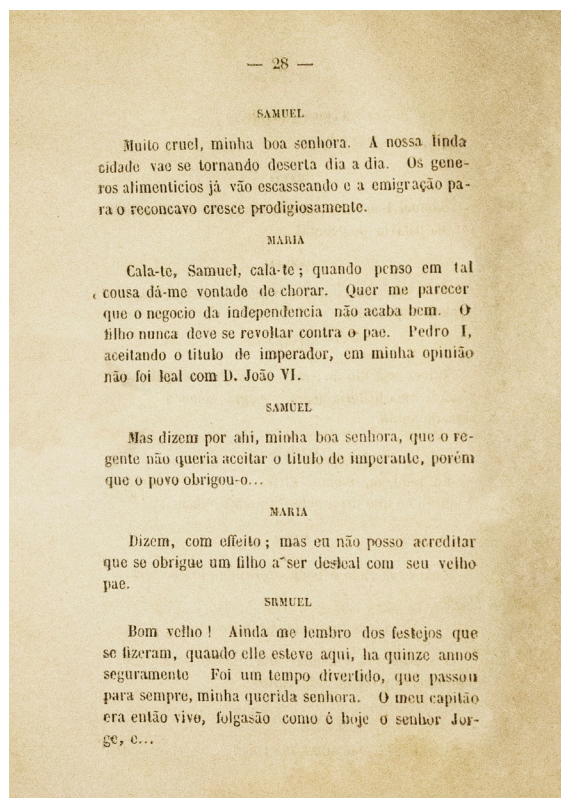 — 28 —
SAMUEL
Muito cruel, minha boa senhora. A nossa linda
cidade vae se tornando deserta dia a dia. Os gene-
ros alimenticios já vão escasseando e a emigração pa-
ra o reconcavo cresce prodigiosamente.
MARIA
Cala-te, Samuel, cala-te ; quando penso em tal
cousa dá-me vontade de chorar. Quer me parecer
que o negocio da independencia não acaba bem. O
filho nunca deve se revoltar contra o pae. Pedro I,
aceitando o titulo de imperador, em minha opinião
não foi leal com D. João VI.
SAMUEL
Mas dizem por ahi, minha boa senhora, que o re-
gente não queria aceitar o titulo de imperante, porém
que o povo obrigou-o...
MARIA
Dizem, com effeito ; mas eu não posso acreditar
que se obrigue um filho a ser desleal com seu velho
pae.
SRMUEL
Bom velho ! Ainda me lembro dos festejos que
se fizeram, quando elle esteve aqui, ha quinze annos
seguramente Foi um tempo divertido, que passou
para sempre, minha querida senhora. O meu capitão
era então vivo, folgasão como é hoje o senhor Jor-
ge, e...